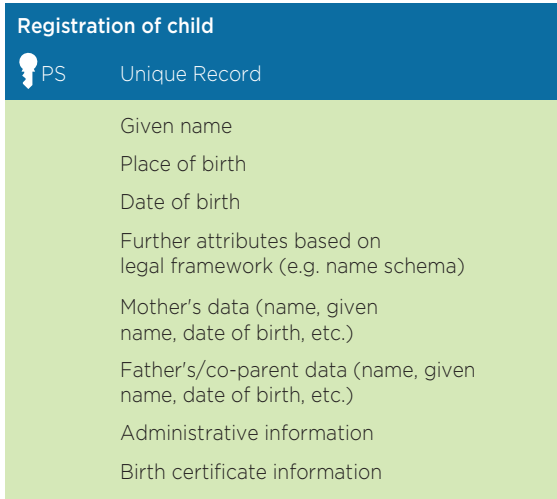 Registration of child
PS Unique Record
Given name
Place of birth
Date of birth
Further attributes based on
legal framework (e.g. name schema)
Mother's data (name, given
name, date of birth, etc.)
Father's/co-parent data (name, given
name, date of birth, etc.)
Administrative information
Birth certificate information